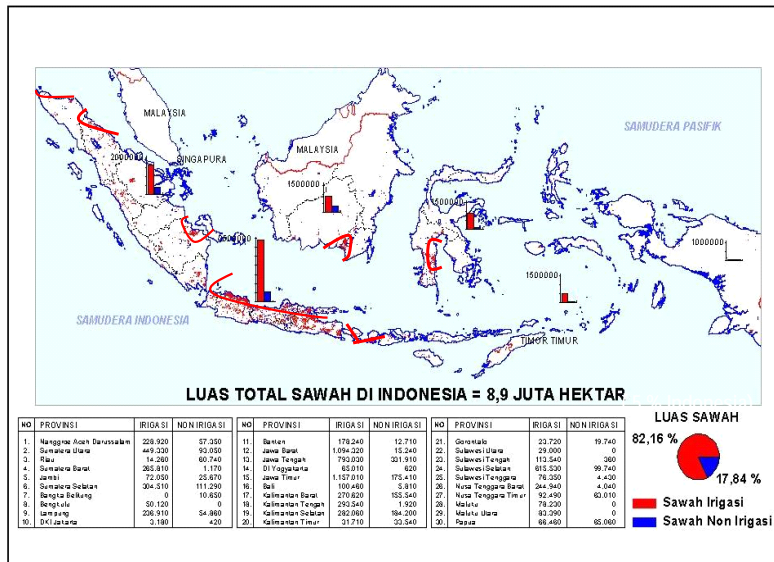 MALAYSIA
SAMUDERA PASIFIK
MALAYSIA
SINGAPURA
2000000
1500000
1500000
1000000
1500000
SAMUDERA INDONESIA
TIMOR TIMUR
LUAS TOTAL SAWAH DI INDONESIA = 8,9 JUTA HEKTAR
NO PROVINSI IRIGASI NON IRIGASI
1. Nanggroe Aceh Darussalam 228.920 57.350
2. Sumatera Utara 449.330 93.050
3. Riau 14.260 60.740
4. Sumatera Barat 265.810 1.170
5. Jambi 72.050 25.670
6. Sumatera Selatan 304.510 111.290
7. Bangka Belitung 0 10.650
8. Bengkulu 50.120 0
9. Lampung 236.910 54.860
10. DKI Jakarta 3.180 420
NO PROVINSI IRIGASI NON IRIGASI
11. Banten 178.240 12.710
12. Jawa Barat 1.094.320 15.240
13. Jawa Tengah 793.030 331.910
14. DI Yogyakarta 65.010 620
15. Jawa Timur 1.157.010 175.410
16. Bali 100.460 5.810
17. Kalimantan Barat 270.620 155.540
18. Kalimantan Tengah 293.540 1.920
19. Kalimantan Selatan 282.060 184.200
20. Kalimantan Timur 31.710 33.540
NO PROVINSI IRIGASI NON IRIGASI
21. Gorontalo 23.720 19.740
22. Sulawesi Utara 29.000 0
23. Sulawesi Tengah 113.540 360
24. Sulawesi Selatan 615.530 99.740
25. Sulawesi Tenggara 76.350 4.430
26. Nusa Tenggara Barat 244.940 4.040
27. Nusa Tenggara Timur 92.490 63.010
28. Maluku 78.230 0
29. Maluku Utara 83.390 0
30. Papua 66.460 65.060
LUAS SAWAH
82,16 %
17,84 %
Sawah Irigasi
Sawah Non Irigasi